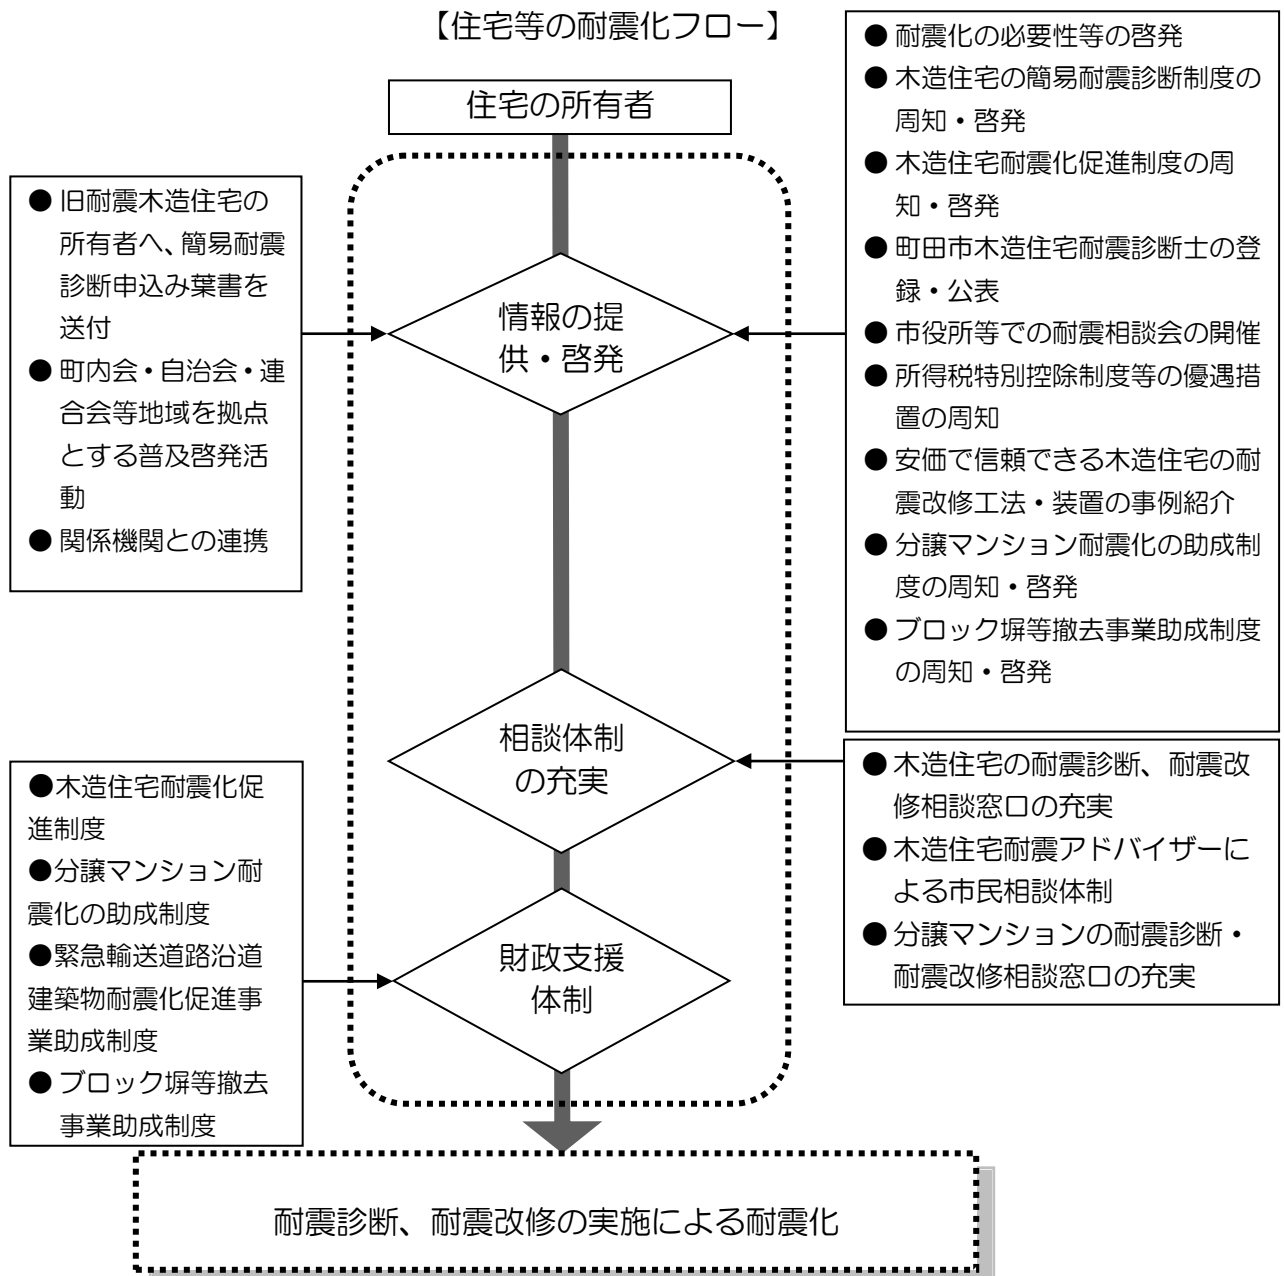 【住宅等の耐震化フロー】
住宅の所有者
● 旧耐震木造住宅の
所有者へ、簡易耐震
診断申込み葉書を
送付
● 町内会・自治会・連
合会等地域を拠点
とする普及啓発活
動
● 関係機関との連携
情報の提
供・啓発
● 耐震化の必要性等の啓発
● 木造住宅の簡易耐震診断制度の
周知・啓発
● 木造住宅耐震化促進制度の周
知・啓発
● 町田市木造住宅耐震診断士の登
録・公表
● 市役所等での耐震相談会の開催
● 所得税特別控除制度等の優遇措
置の周知
● 安価で信頼できる木造住宅の耐
震改修工法・装置の事例紹介
● 分譲マンション耐震化の助成制
度の周知・啓発
● ブロック塀等撤去事業助成制度
の周知・啓発
相談体制
の充実
● 木造住宅の耐震診断、耐震改
修相談窓口の充実
● 木造住宅耐震アドバイザーに
よる市民相談体制
● 分譲マンションの耐震診断・
耐震改修相談窓口の充実
●木造住宅耐震化促
進制度
●分譲マンション耐
震化の助成制度
●緊急輸送道路沿道
建築物耐震化促進事
業助成制度
● ブロック塀等撤去
事業助成制度
財政支援
体制
耐震診断、耐震改修の実施による耐震化